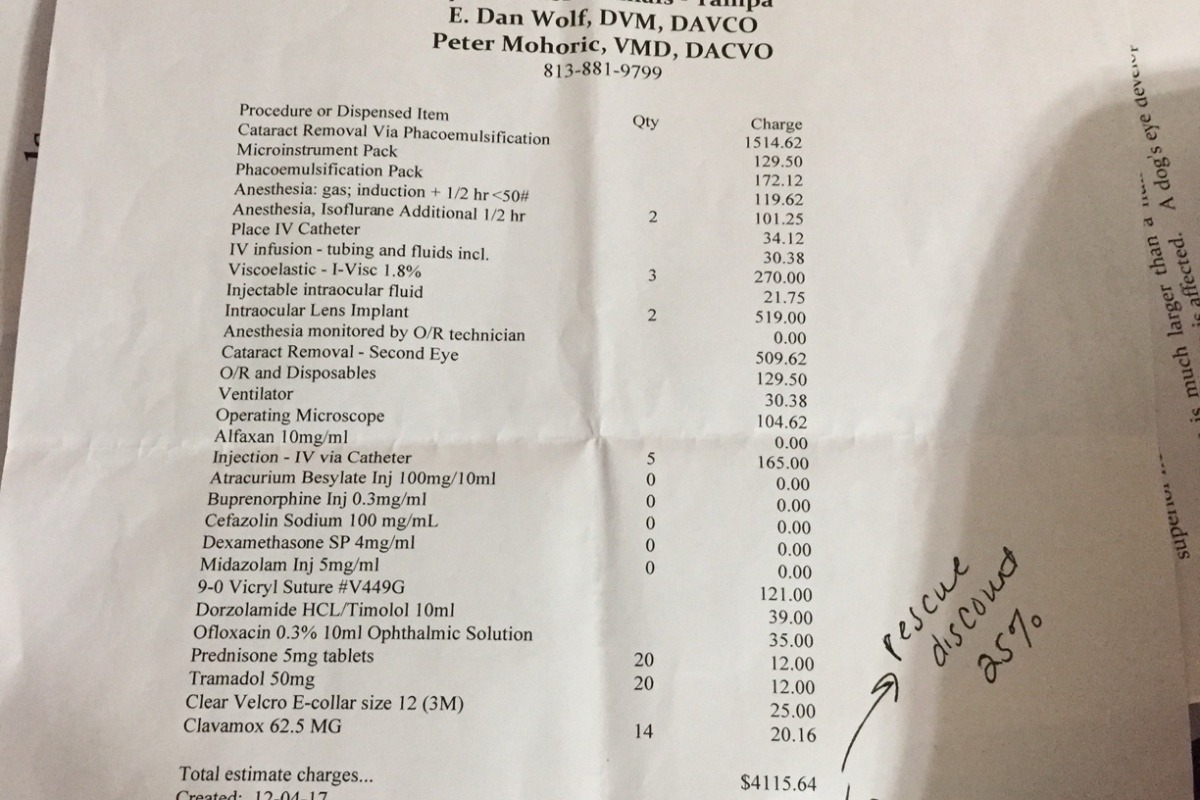 Tampa
E. Dan Wolf, DVM, DAVCO
Peter Mohoric, VMD, DACVO
813-881-9799
Procedure or Dispensed Item Qty Charge
Cataract Removal Via Phacoemulsification 1514.62
Microinstrument Pack 129.50
Phacoemulsification Pack 172.12
Anesthesia: gas; induction + 1/2 hr<50# 119.62
Anesthesia, Isoflurane Additional 1/2 hr 2 101.25
Place IV Catheter 34.12
IV infusion - tubing and fluids incl. 30.38
Viscoelastic - I-Visc 1.8% 3 270.00
Injectable intraocular fluid 21.75
Intraocular Lens Implant 2 519.00
Anesthesia monitored by O/R technician 0.00
Cataract Removal - Second Eye 509.62
O/R and Disposables 129.50
Ventilator 30.38
Operating Microscope 104.62
Alfaxan 10mg/ml 0.00
Injection - IV via Catheter 5 165.00
Atracurium Besylate Inj 100mg/10ml 0 0.00
Buprenorphine Inj 0.3mg/ml 0 0.00
Cefazolin Sodium 100 mg/mL 0 0.00
Dexamethasone SP 4mg/ml 0 0.00
Midazolam Inj 5mg/ml 0 0.00
9-0 Vicryl Suture #V449G 121.00
Dorzolamide HCL/Timolol 10ml 39.00
Ofloxacin 0.3% 10ml Ophthalmic Solution 35.00
Prednisone 5mg tablets 20 12.00
Tramadol 50mg 20 12.00
Clear Velcro E-collar size 12 (3M) 25.00
Clavamox 62.5 MG 14 20.16
Total estimate charges... $4115.64
Created: 12-04-17
rescue
discount
25%
superior
is much larger than a
is affected. A dog's eye